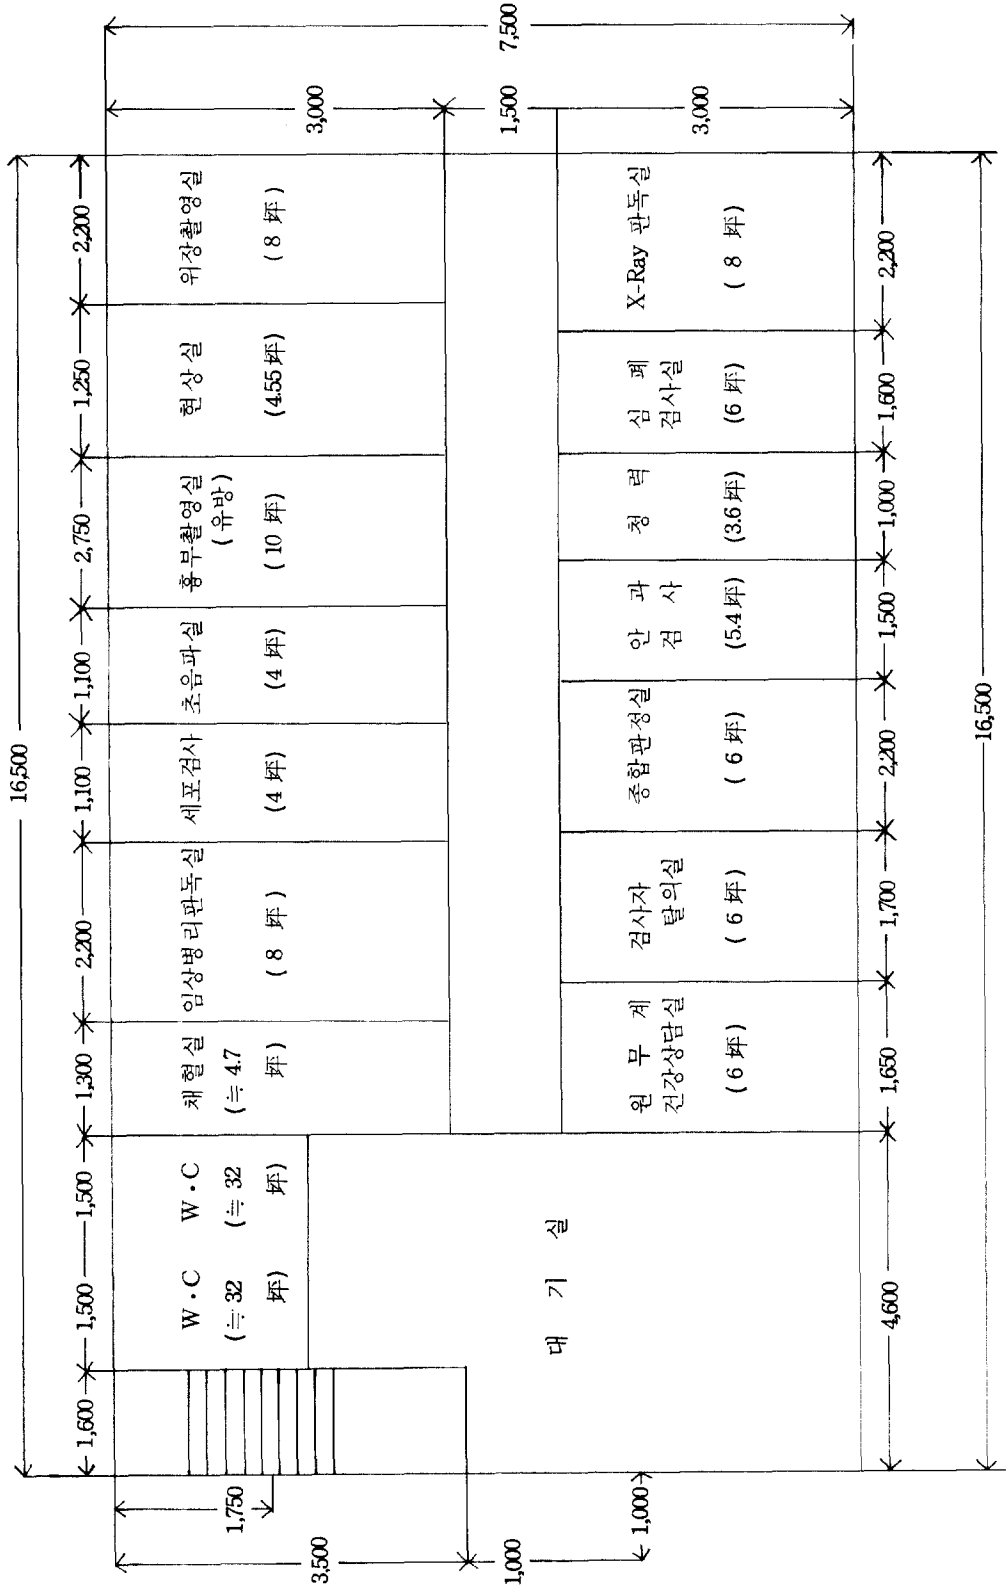 16,500
1,600
1,500
1,500
1,300
2,200
1,100
1,100
2,750
1,250
2,200
W·C
(≒32
坪)
W·C
(≒32
坪)
채혈실
(≒4.7
坪)
임상병리판독실
(8 坪)
세포검사
(4坪)
초음파실
(4坪)
흉부촬영실
(유방)
(10坪)
현상실
(4.55坪)
위장촬영실
(8坪)
3,000
1,500
3,000
7,500
1,750
3,500
1,000
1,000
대 기 실
원 무 계
건강상담실
(6坪)
검사자
탈의실
(6坪)
종합판정실
(6坪)
안 과
검 사
(5.4坪)
청 력
(3.6坪)
심 폐
검사실
(6坪)
X-Ray 판독실
(8 坪)
4,600
1,650
1,700
2,200
1,500
1,000
1,600
2,200
16,500